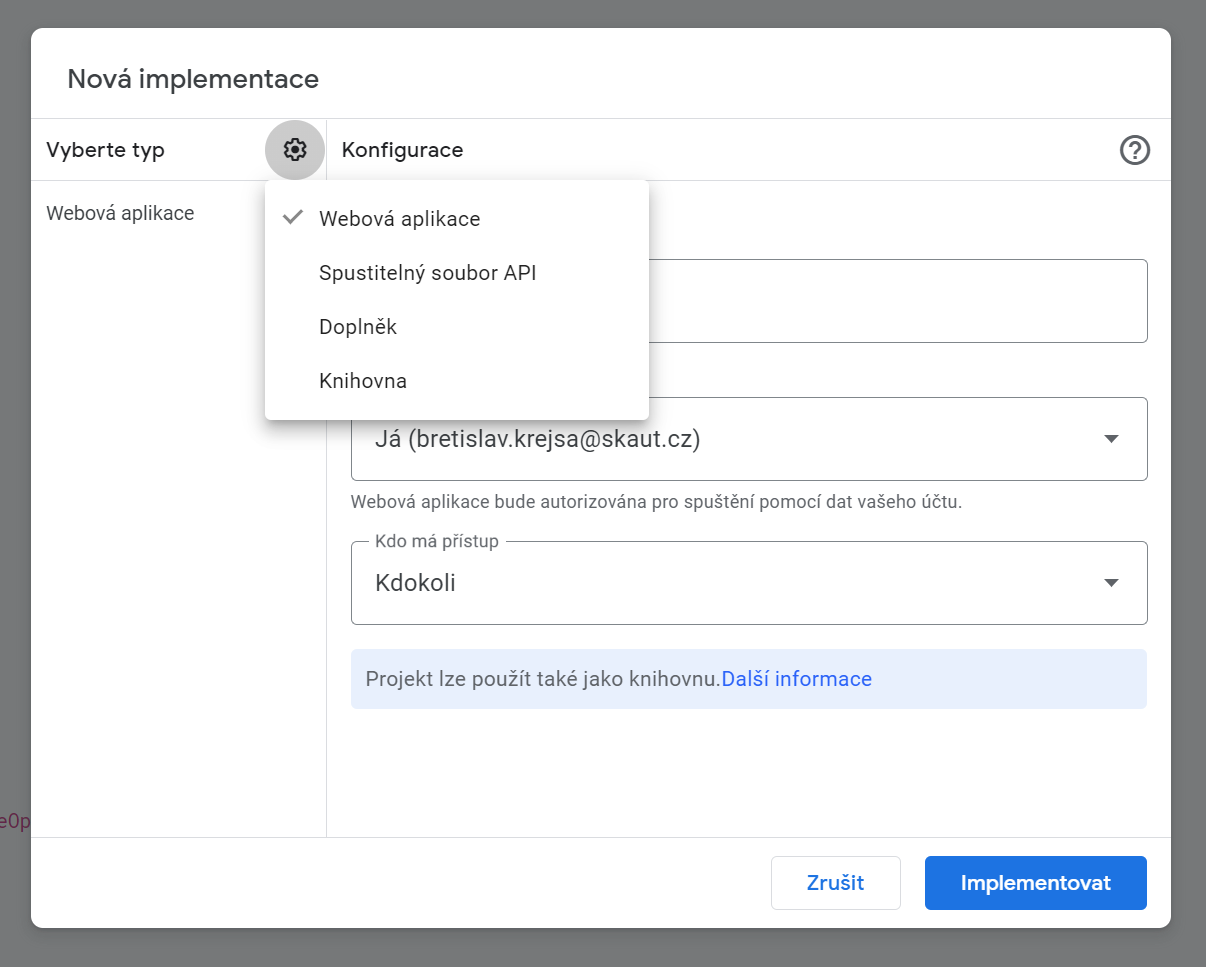 Nová implementace
Vyberte typ
Konfigurace
Webová aplikace
Webová aplikace
Spustitelný soubor API
Doplněk
Knihovna
Já (bretislav.krejsa@skaut.cz)
Webová aplikace bude autorizována pro spuštění pomocí dat vašeho účtu.
Kdo má přístup
Kdokoli
Projekt lze použít také jako knihovnu.Další informace
e0p
Zrušit
Implementovat